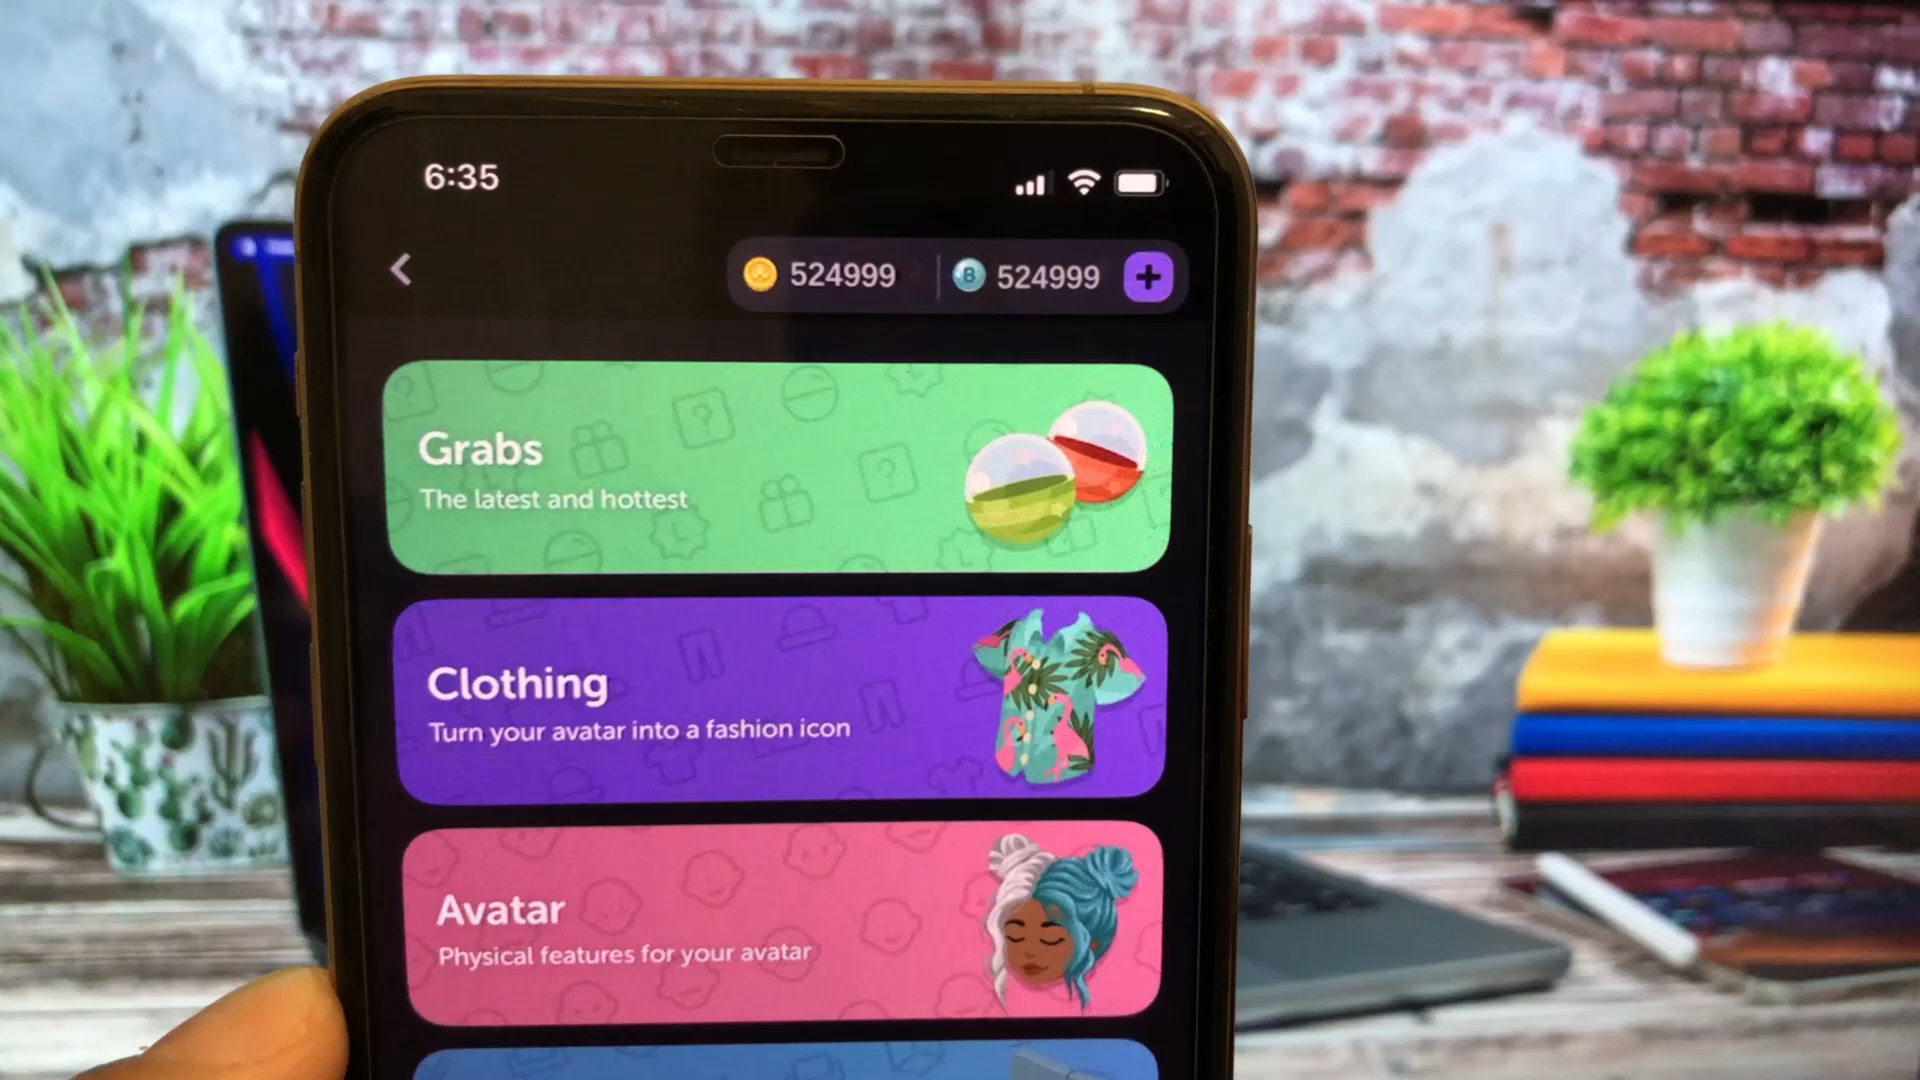 6:35
524999
B 524999
Grabs
The latest and hottest
Clothing
Turn your avatar into a fashion icon
Avatar
Physical features for your avatar